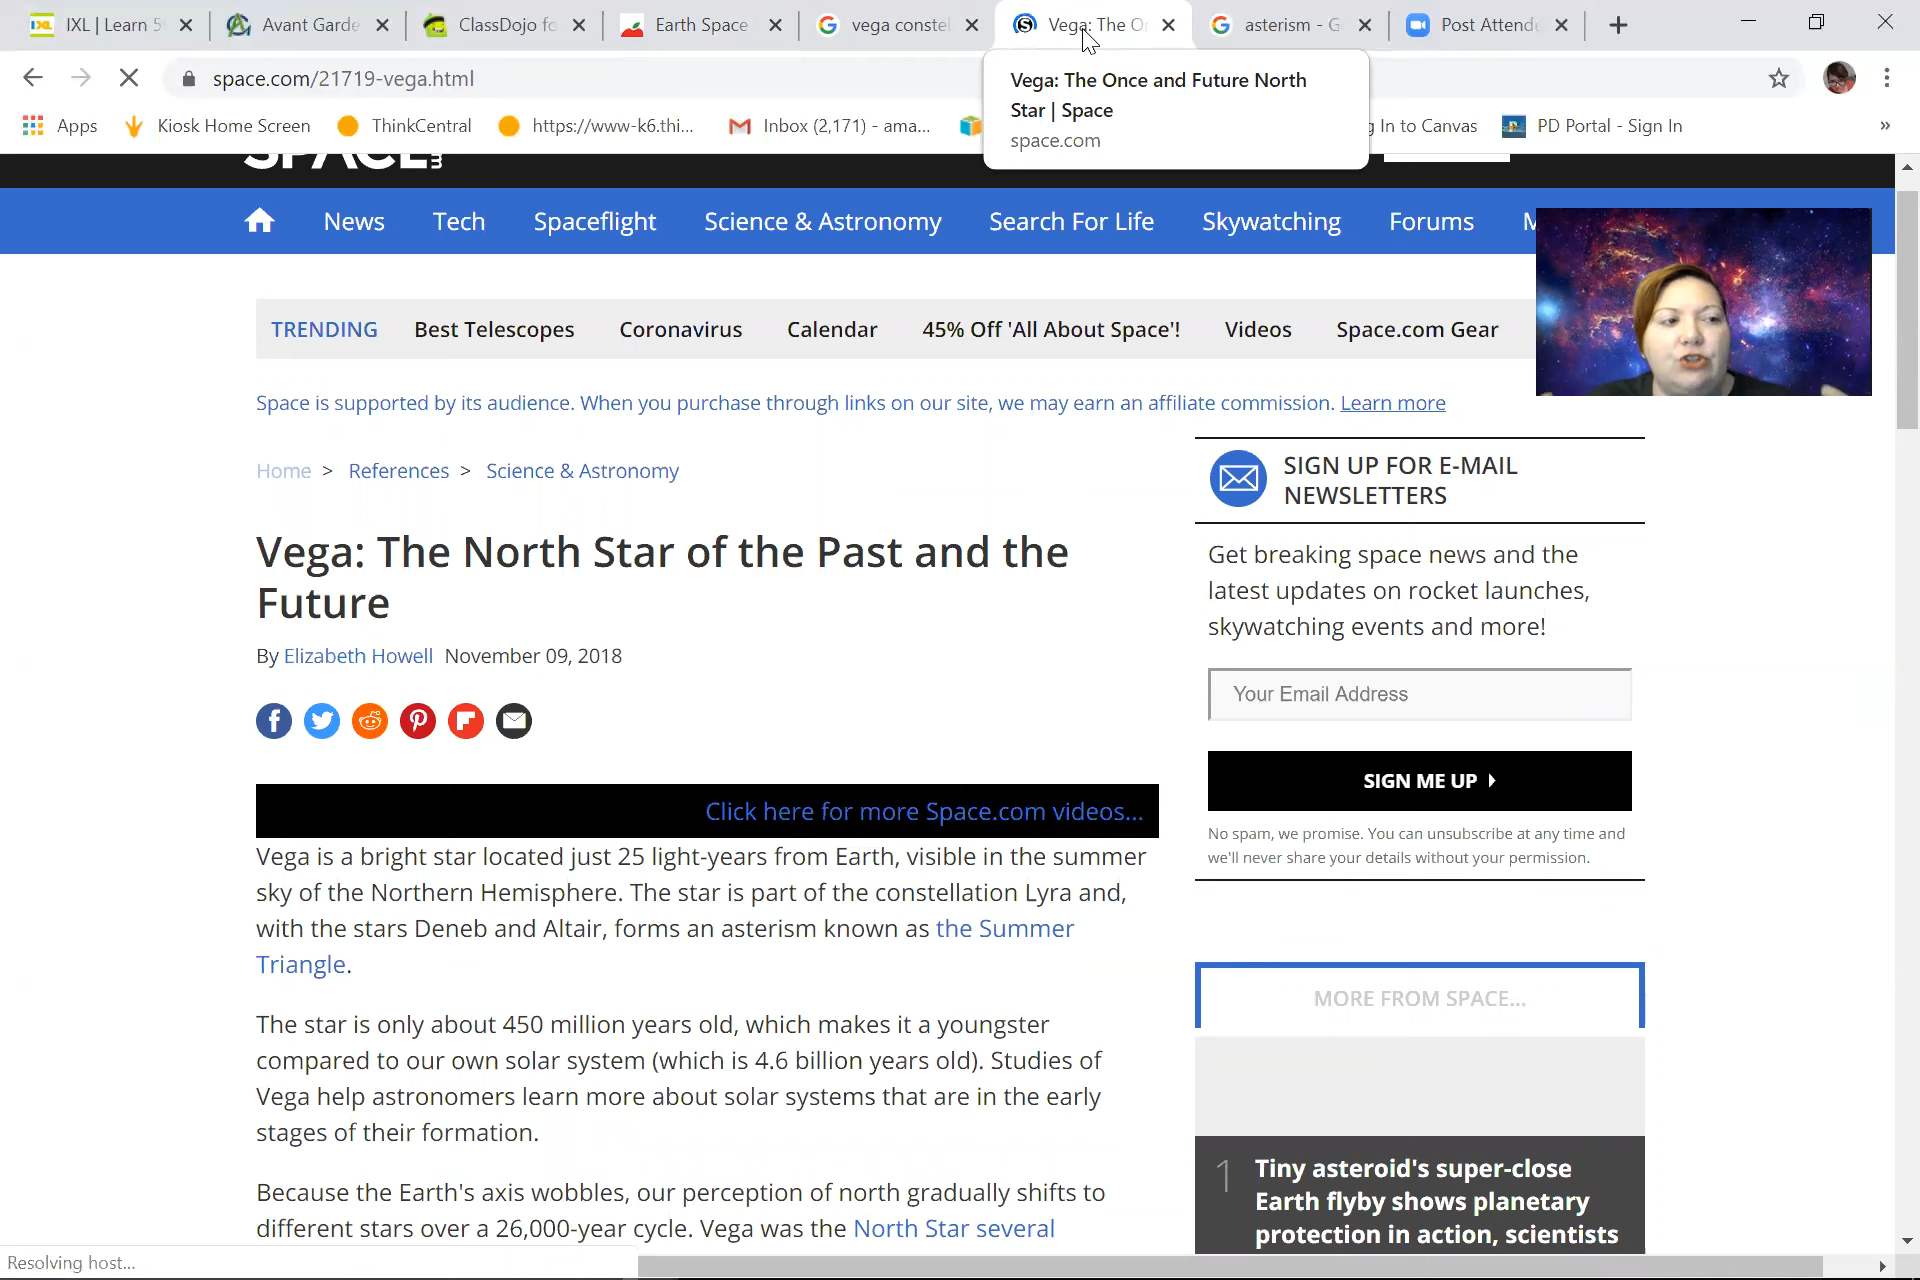 IXL | Learn 5
Avant Garde
ClassDojo fo
Earth Space
vega constel
Vega: The O
asterism - G
Post Attend
space.com/21719-vega.html
Vega: The Once and Future North
Star | Space
space.com
Apps
Kiosk Home Screen
ThinkCentral
https://www-k6.thi...
Inbox (2,171) - ama...
g In to Canvas
PD Portal - Sign In
»
SPACE
News
Tech
Spaceflight
Science & Astronomy
Search For Life
Skywatching
Forums
M
TRENDING
Best Telescopes
Coronavirus
Calendar
45% Off 'All About Space'!
Videos
Space.com Gear
Space is supported by its audience. When you purchase through links on our site, we may earn an affiliate commission. Learn more
Home > References > Science & Astronomy
Vega: The North Star of the Past and the
Future
By Elizabeth Howell November 09, 2018
Click here for more Space.com videos...
Vega is a bright star located just 25 light-years from Earth, visible in the summer
sky of the Northern Hemisphere. The star is part of the constellation Lyra and,
with the stars Deneb and Altair, forms an asterism known as the Summer
Triangle.
The star is only about 450 million years old, which makes it a youngster
compared to our own solar system (which is 4.6 billion years old). Studies of
Vega help astronomers learn more about solar systems that are in the early
stages of their formation.
Because the Earth's axis wobbles, our perception of north gradually shifts to
different stars over a 26,000-year cycle. Vega was the North Star several
SIGN UP FOR E-MAIL
NEWSLETTERS
Get breaking space news and the
latest updates on rocket launches,
skywatching events and more!
Your Email Address
SIGN ME UP
No spam, we promise. You can unsubscribe at any time and
we'll never share your details without your permission.
MORE FROM SPACE...
1
Tiny asteroid's super-close
Earth flyby shows planetary
protection in action, scientists
Resolving host...